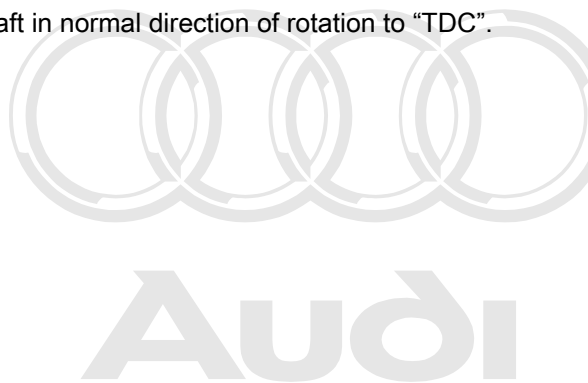 aft in normal direction of rotation to “TDC”.
Audi